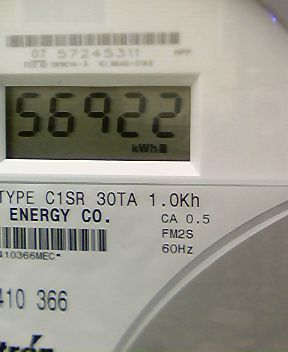 07 57245311
56922
kWh
TYPE C1SR 30TA 1.0Kh
ENERGY CO. CA 0.5
FM2S
60Hz
410366MEC*
410 366
tron